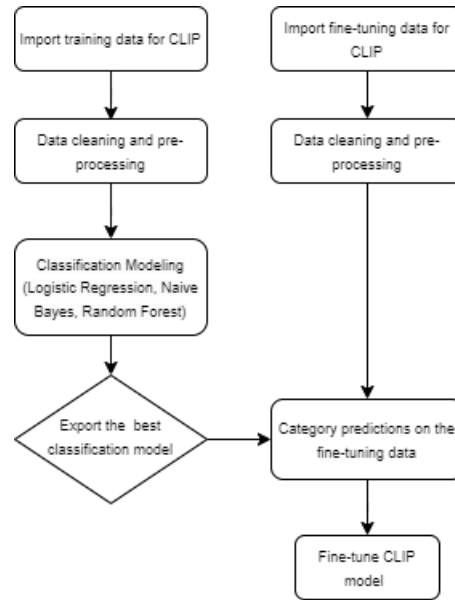 Import training data for CLIP
Data cleaning and pre-
processing
Classification Modeling
(Logistic Regression, Naive
Bayes, Random Forest)
Export the best
classification model
Import fine-tuning data for
CLIP
Data cleaning and pre-
processing
Category predictions on the
fine-tuning data
Fine-tune CLIP
model